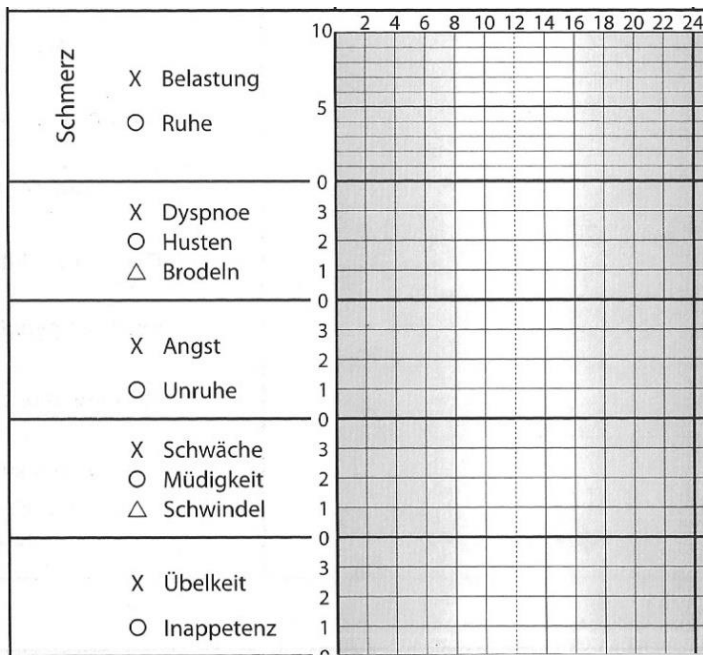 2 4 6 8 10 12 14 16 18 20 22 24
Schmerz
10
X Belastung
5
O Ruhe
0
X Dyspnoe
3
O Husten
2
△ Brodeln
1
0
X Angst
3
2
O Unruhe
1
0
X Schwäche
3
O Müdigkeit
2
△ Schwindel
1
0
X Übelkeit
3
2
O Inappetenz
1
0